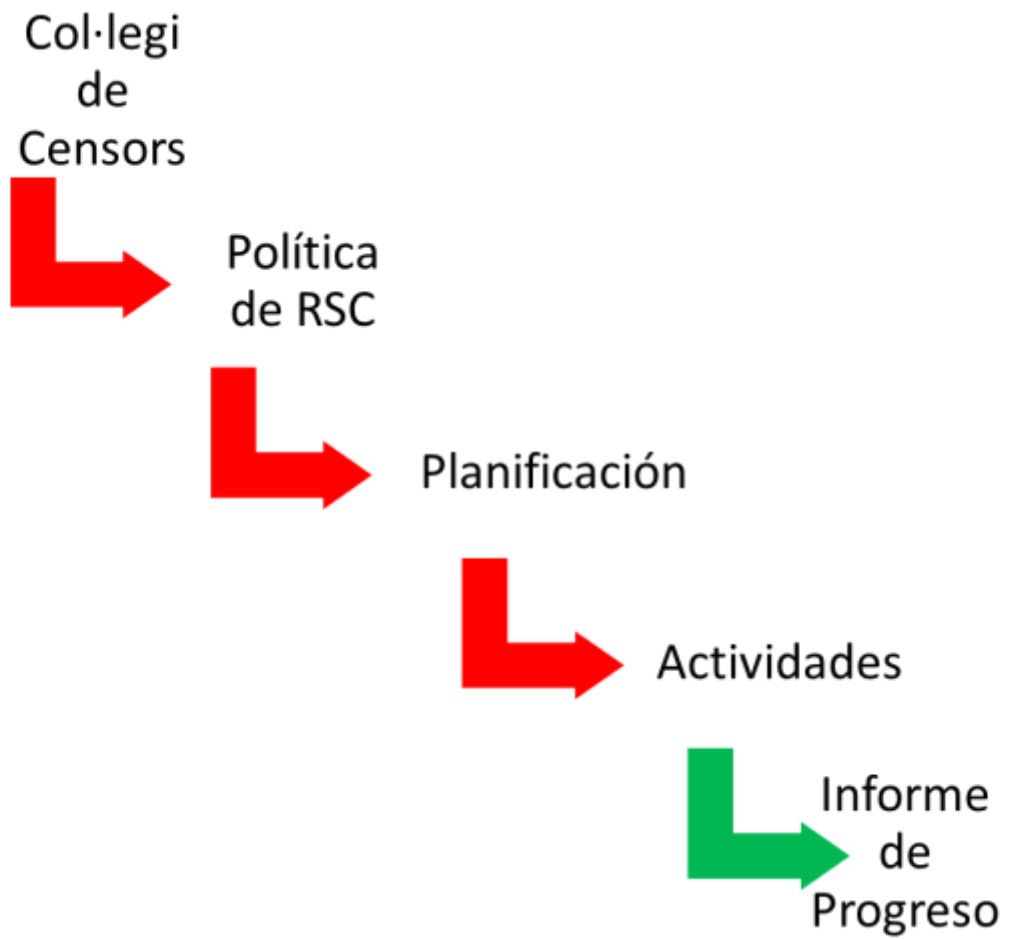 Col·legi
de
Censors
Política
de RSC
Planificación
Actividades
Informe
de
Progreso